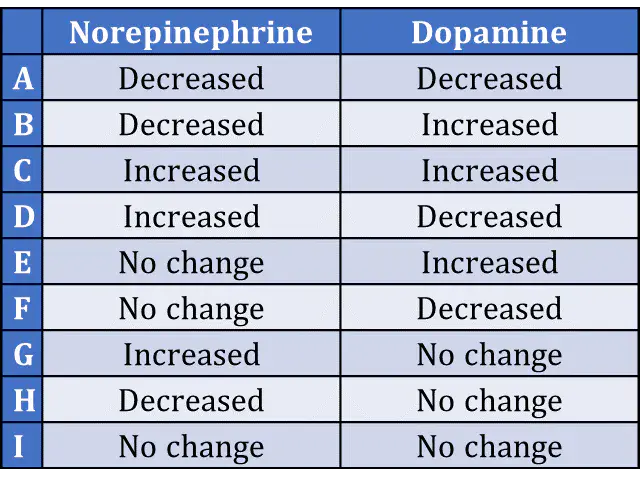 Norepinephrine Dopamine
A Decreased Decreased
B Decreased Increased
C Increased Increased
D Increased Decreased
E No change Increased
F No change Decreased
G Increased No change
H Decreased No change
I No change No change